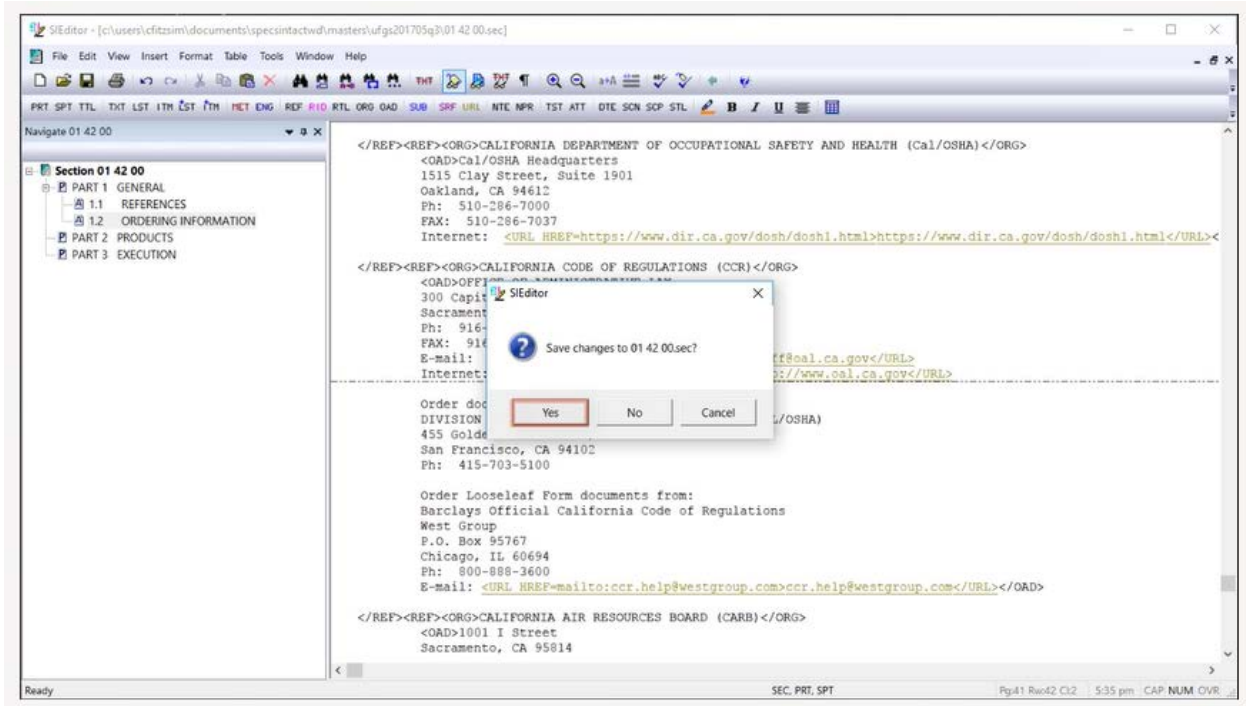 SIEditor - [c:\users\cfitzsim\documents\specsintactwd\masters\ufgs201705q3\01 42 00.sec]
File Edit View Insert Format Table Tools Window Help
THT
PRT SPT TTL TXT LST ITM LST ITM MET ENG REF RID RTL ORG OAD SUB SRF URL NTE NPR TST ATT DTE SCN SCP STL B I U
Navigate 01 42 00
Section 01 42 00
PART 1 GENERAL
1.1 REFERENCES
1.2 ORDERING INFORMATION
PART 2 PRODUCTS
PART 3 EXECUTION
</REF><REF><ORG>CALIFORNIA DEPARTMENT OF OCCUPATIONAL SAFETY AND HEALTH (Cal/OSHA)</ORG>
<OAD>Cal/OSHA Headquarters
1515 Clay Street, Suite 1901
Oakland, CA 94612
Ph: 510-286-7000
FAX: 510-286-7037
Internet: <URL HREF=https://www.dir.ca.gov/dosh/dosh1.html>https://www.dir.ca.gov/dosh/dosh1.html</URL><
</REF><REF><ORG>CALIFORNIA CODE OF REGULATIONS (CCR)</ORG>
<OAD>OFFICE OF ADMINISTRATIVE LAW
300 Capit
Sacrament
Ph: 916-
FAX: 916
E-mail: ff@oal.ca.gov</URL>
Internet: ://www.oal.ca.gov</URL>
SIEditor
Save changes to 01 42 00.sec?
Yes No Cancel
Order doc
DIVISION L/OSHA)
455 Golde
San Francisco, CA 94102
Ph: 415-703-5100
Order Looseleaf Form documents from:
Barclays Official California Code of Regulations
West Group
P.O. Box 95767
Chicago, IL 60694
Ph: 800-888-3600
E-mail: <URL HREF=mailto:ccr.help@westgroup.com>ccr.help@westgroup.com</URL></OAD>
</REF><REF><ORG>CALIFORNIA AIR RESOURCES BOARD (CARB)</ORG>
<OAD>1001 I Street
Sacramento, CA 95814
Ready SEC, PRT, SPT Pg:41 Rw:42 Cl:2 5:35 pm CAP NUM OVR